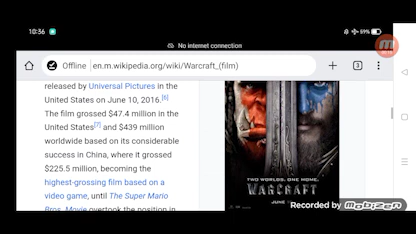 10:36
59%
No internet connection
Offline en.m.wikipedia.org/wiki/Warcraft_(film)
3
released by Universal Pictures in the
United States on June 10, 2016.[6]
The film grossed $47.4 million in the
United States[7] and $439 million
worldwide based on its considerable
success in China, where it grossed
$225.5 million, becoming the
highest-grossing film based on a
video game, until The Super Mario
Bros. Movie overtook the position in
TWO WORLDS. ONE HOME.
WARCRAFT
JUNE
Recorded by mobizen